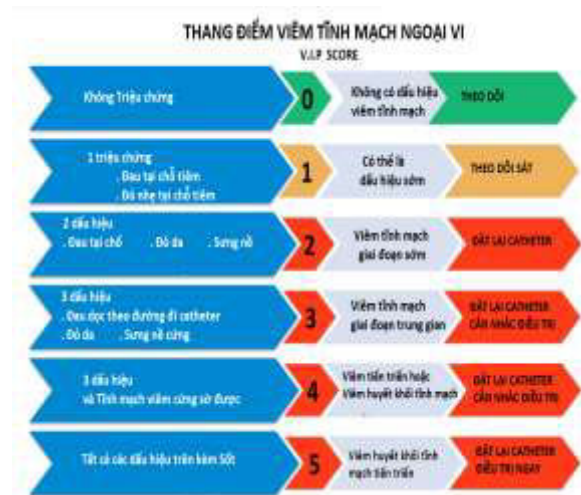 THANG ĐIỂM VIÊM TĨNH MẠCH NGOẠI VI
V.I.P SCORE
Không Triệu chứng
0
Không có dấu hiệu
viêm tĩnh mạch
THEO DÕI
1 triệu chứng
. Đau tại chỗ tiêm
. Đỏ nhẹ tại chỗ tiêm
1
Có thể là
dấu hiệu sớm
THEO DÕI SÁT
2 dấu hiệu
. Đau tại chỗ . Đỏ da . Sưng nề
2
Viêm tĩnh mạch
giai đoạn sớm
ĐẶT LẠI CATHETER
3 dấu hiệu
. Đau dọc theo đường đi catheter
. Đỏ da . Sưng nề cứng
3
Viêm tĩnh mạch
giai đoạn trung gian
ĐẶT LẠI CATHETER
CÂN NHẮC ĐIỀU TRỊ
3 dấu hiệu
và Tĩnh mạch viêm cứng sờ được
4
Viêm tiến triển hoặc
Viêm huyết khối tĩnh mạch
ĐẶT LẠI CATHETER
CÂN NHẮC ĐIỀU TRỊ
Tất cả các dấu hiệu trên kèm Sốt
5
Viêm huyết khối tĩnh
mạch tiến triển
ĐẶT LẠI CATHETER
ĐIỀU TRỊ NGAY